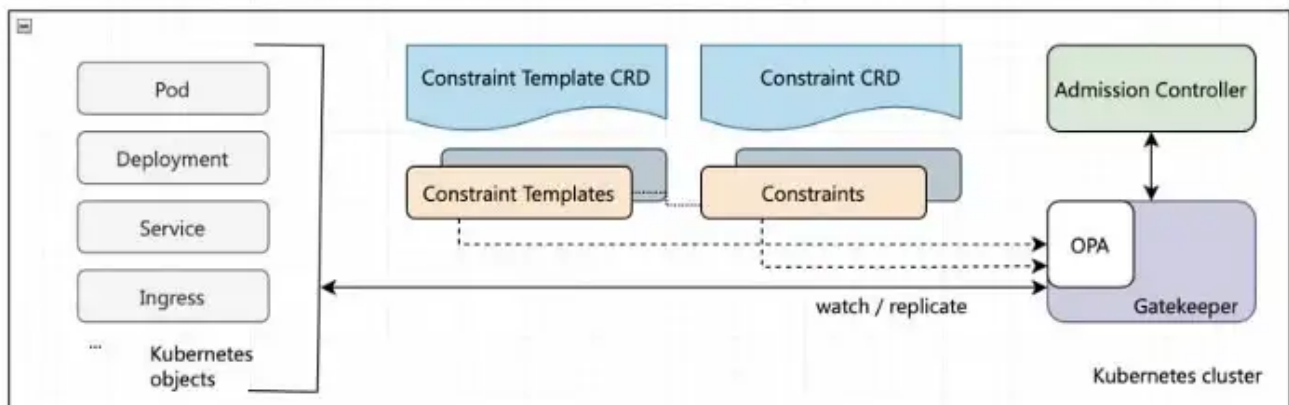 Pod
Deployment
Service
Ingress
...
Kubernetes
objects
Constraint Template CRD
Constraint CRD
Constraint Templates
Constraints
Admission Controller
OPA
Gatekeeper
watch / replicate
Kubernetes cluster